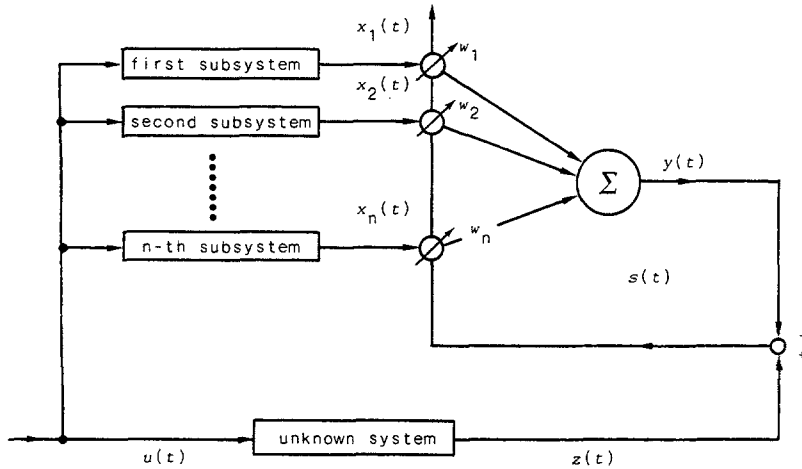 x1(t)
w1
first subsystem
x2(t)
w2
second subsystem
xn(t)
wn
n-th subsystem
Σ
y(t)
s(t)
u(t)
unknown system
z(t)